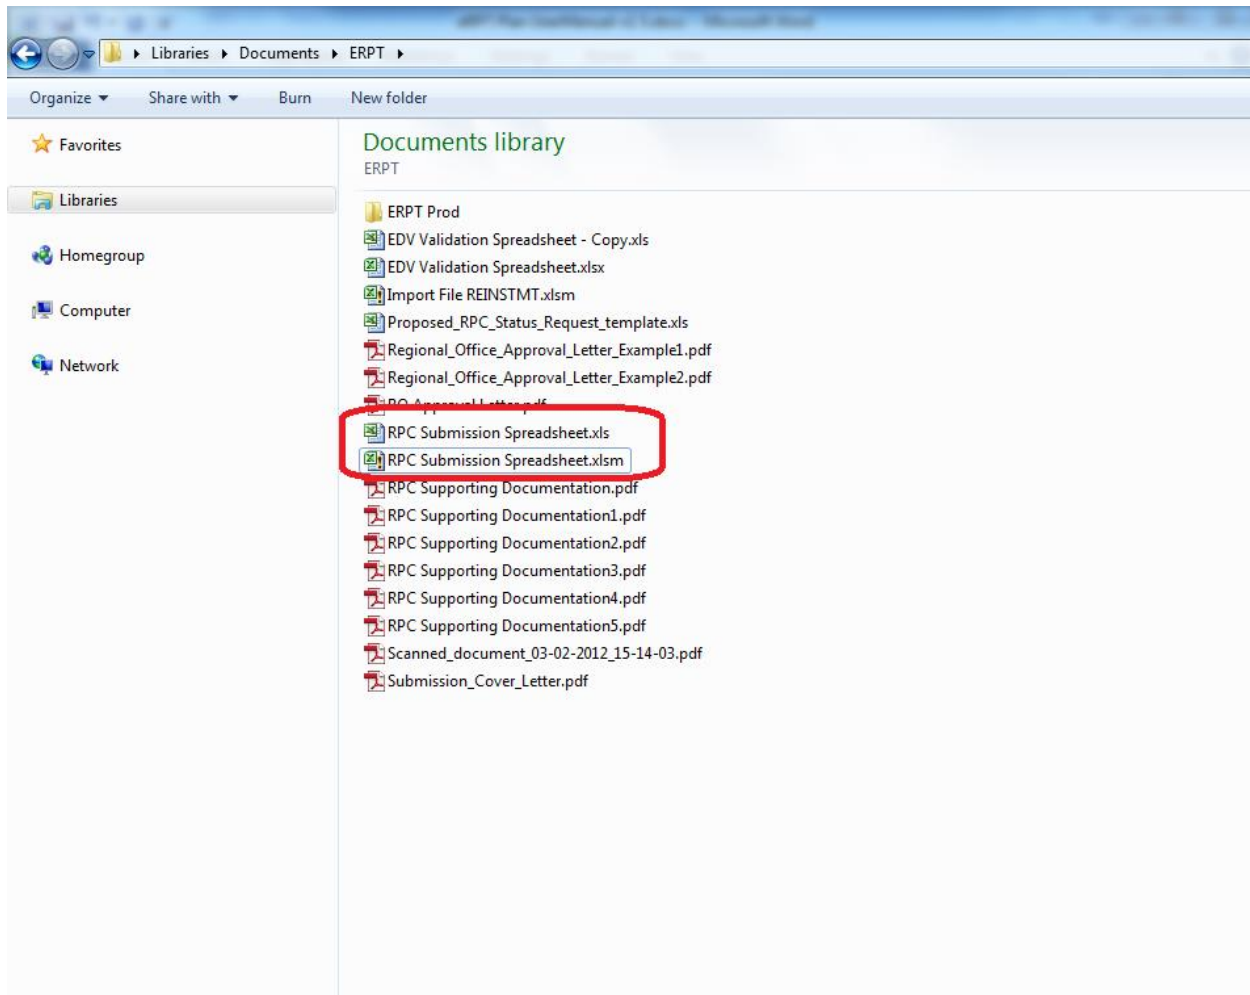 Libraries Documents ERPT
Organize Share with Burn New folder
Favorites
Libraries
Homegroup
Computer
Network
Documents library
ERPT
ERPT Prod
EDV Validation Spreadsheet - Copy.xls
EDV Validation Spreadsheet.xlsx
Import File REINSTMT.xlsm
Proposed_RPC_Status_Request_template.xls
Regional_Office_Approval_Letter_Example1.pdf
Regional_Office_Approval_Letter_Example2.pdf
RO Approval Letter.pdf
RPC Submission Spreadsheet.xls
RPC Submission Spreadsheet.xlsm
RPC Supporting Documentation.pdf
RPC Supporting Documentation1.pdf
RPC Supporting Documentation2.pdf
RPC Supporting Documentation3.pdf
RPC Supporting Documentation4.pdf
RPC Supporting Documentation5.pdf
Scanned_document_03-02-2012_15-14-03.pdf
Submission_Cover_Letter.pdf